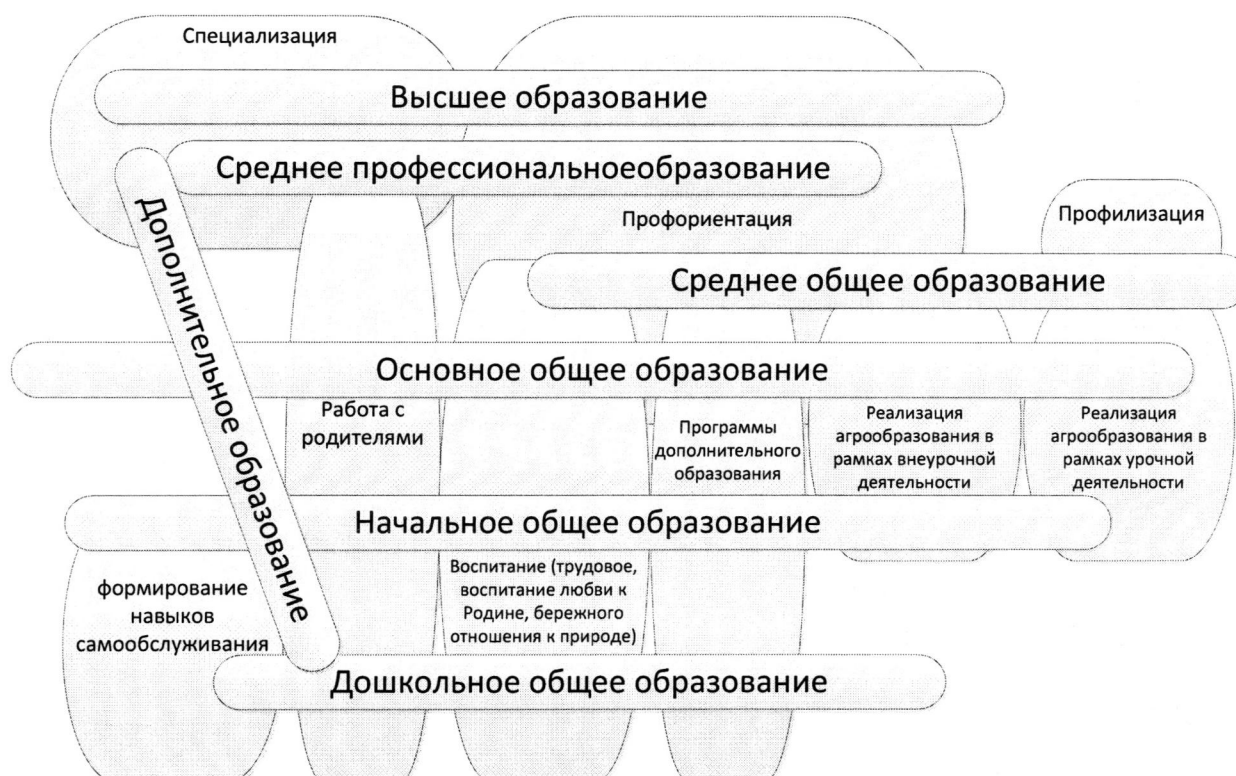 Специализация
Высшее образование
Среднее профессиональноеобразование
Дополнительное образование
Профориентация
Профилизация
Среднее общее образование
Основное общее образование
Работа с
родителями
Программы
дополнительного
образования
Реализация
агрообразования в
рамках внеурочной
деятельности
Реализация
агрообразования в
рамках урочной
деятельности
Начальное общее образование
формирование
навыков
самообслуживания
Воспитание (трудовое,
воспитание любви к
Родине, бережного
отношения к природе)
Дошкольное общее образование